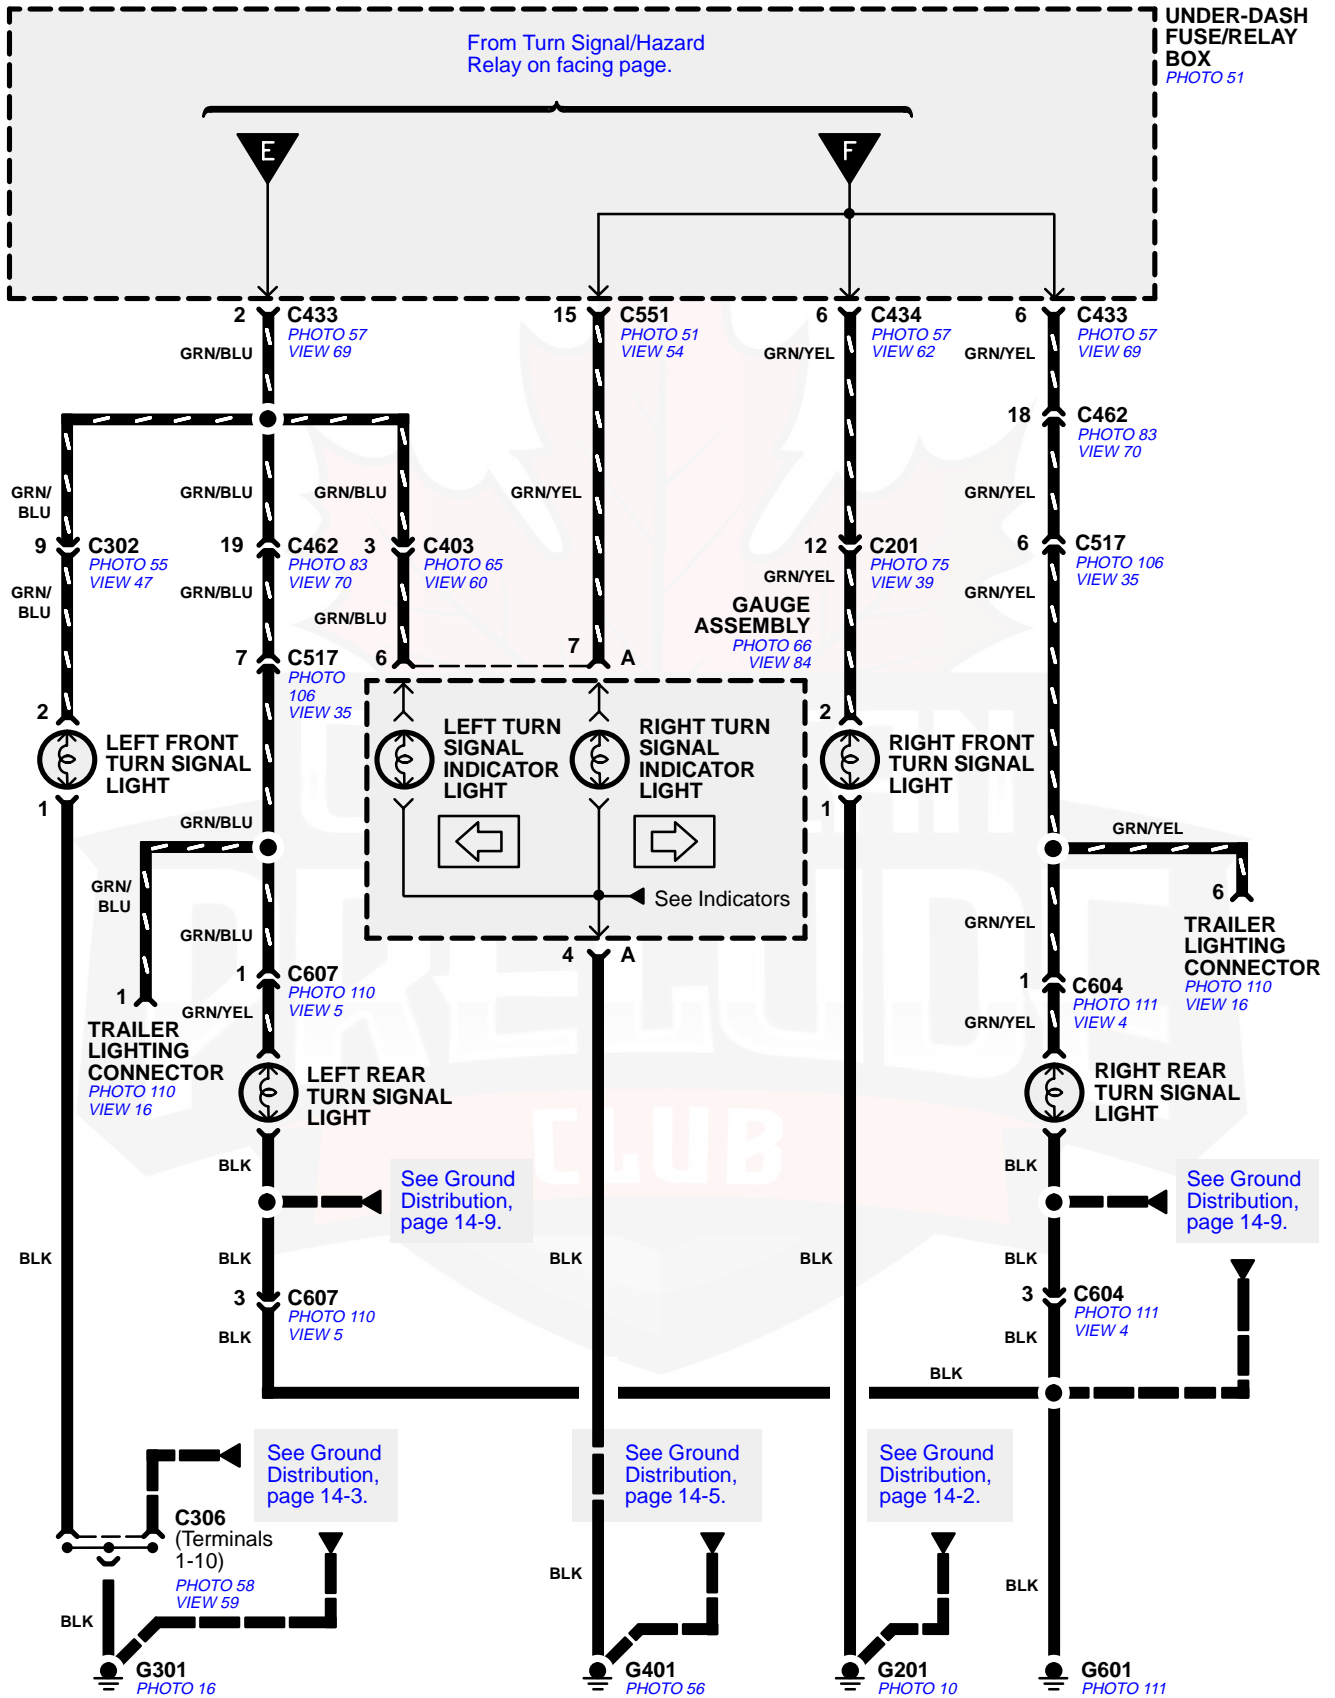 UNDER-DASH
FUSE/RELAY
BOX
PHOTO 51
From Turn Signal/Hazard
Relay on facing page.
E
F
2
C433
PHOTO 57
VIEW 69
15
C551
PHOTO 51
VIEW 54
6
C434
PHOTO 57
VIEW 62
6
C433
PHOTO 57
VIEW 69
GRN/BLU
GRN/YEL
GRN/YEL
18
C462
PHOTO 83
VIEW 70
GRN/
BLU
GRN/BLU
GRN/BLU
GRN/YEL
GRN/YEL
9
C302
PHOTO 55
VIEW 47
19
C462
PHOTO 83
VIEW 70
3
C403
PHOTO 65
VIEW 60
12
C201
PHOTO 75
VIEW 39
6
C517
PHOTO 106
VIEW 35
GRN/
BLU
GRN/BLU
GRN/BLU
GRN/YEL
GRN/YEL
GAUGE
ASSEMBLY
PHOTO 66
VIEW 84
7
C517
PHOTO
106
VIEW 35
6
7
A
2
LEFT FRONT
TURN SIGNAL
LIGHT
1
LEFT TURN
SIGNAL
INDICATOR
LIGHT
RIGHT TURN
SIGNAL
INDICATOR
LIGHT
2
RIGHT FRONT
TURN SIGNAL
LIGHT
1
URBAN
PRELUDE
CLUB
GRN/BLU
GRN/YEL
GRN/
BLU
See Indicators
6
TRAILER
LIGHTING
CONNECTOR
PHOTO 110
VIEW 16
GRN/BLU
GRN/YEL
4
A
1
C607
PHOTO 110
VIEW 5
1
C604
PHOTO 111
VIEW 4
1
TRAILER
LIGHTING
CONNECTOR
PHOTO 110
VIEW 16
GRN/YEL
GRN/YEL
LEFT REAR
TURN SIGNAL
LIGHT
RIGHT REAR
TURN SIGNAL
LIGHT
BLK
See Ground
Distribution,
page 14-9.
BLK
See Ground
Distribution,
page 14-9.
BLK
BLK
BLK
BLK
BLK
3
C607
PHOTO 110
VIEW 5
3
C604
PHOTO 111
VIEW 4
BLK
BLK
BLK
See Ground
Distribution,
page 14-3.
See Ground
Distribution,
page 14-5.
See Ground
Distribution,
page 14-2.
C306
(Terminals
1-10)
PHOTO 58
VIEW 59
BLK
BLK
BLK
G301
PHOTO 16
G401
PHOTO 56
G201
PHOTO 10
G601
PHOTO 111